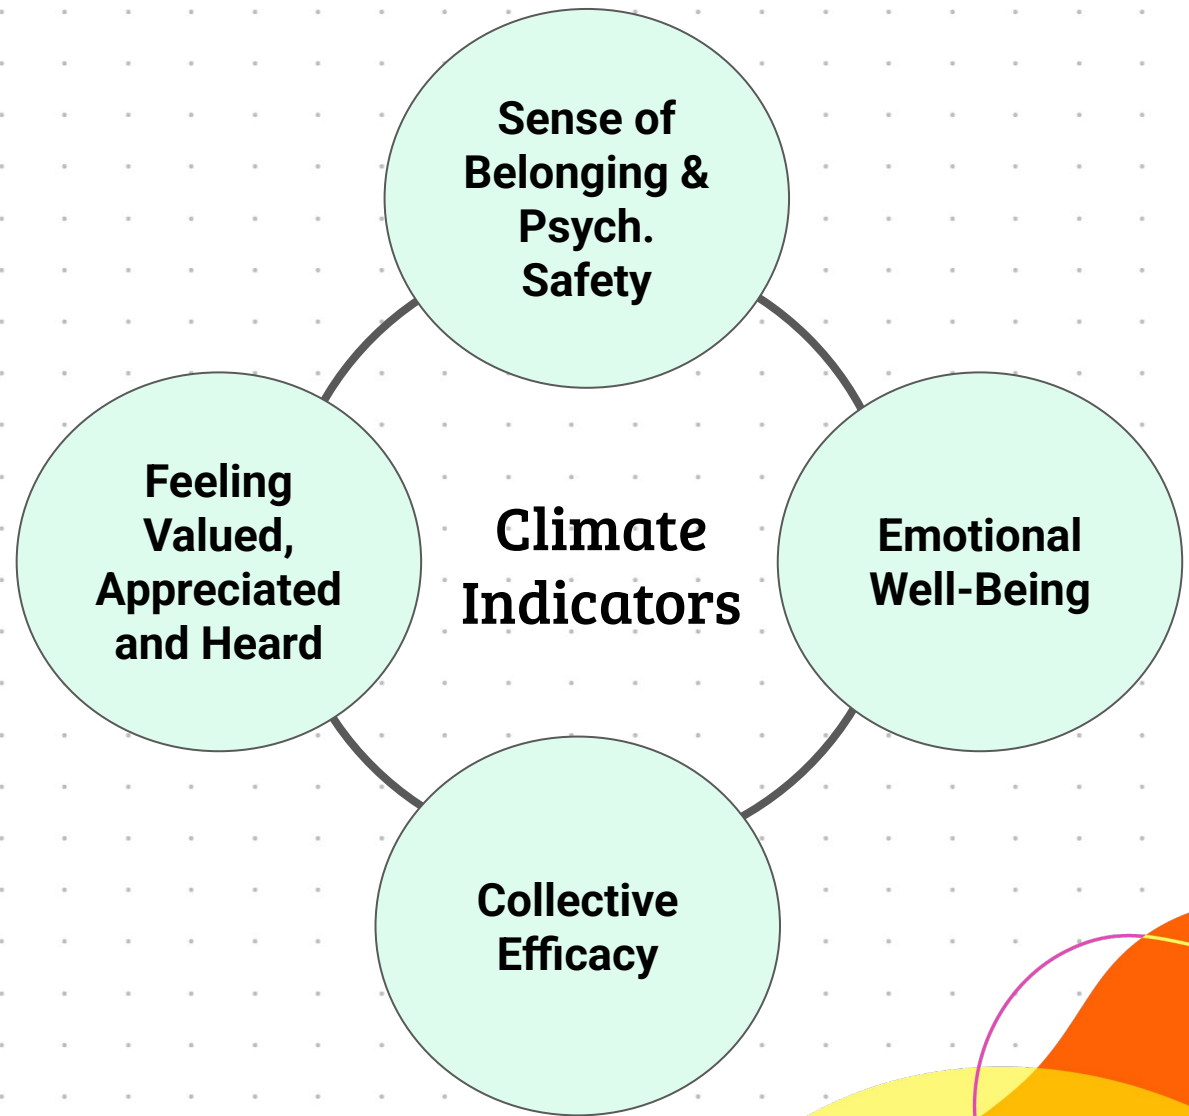 Sense of
Belonging &
Psych.
Safety
Feeling
Valued,
Appreciated
and Heard
Climate
Indicators
Emotional
Well-Being
Collective
Efficacy